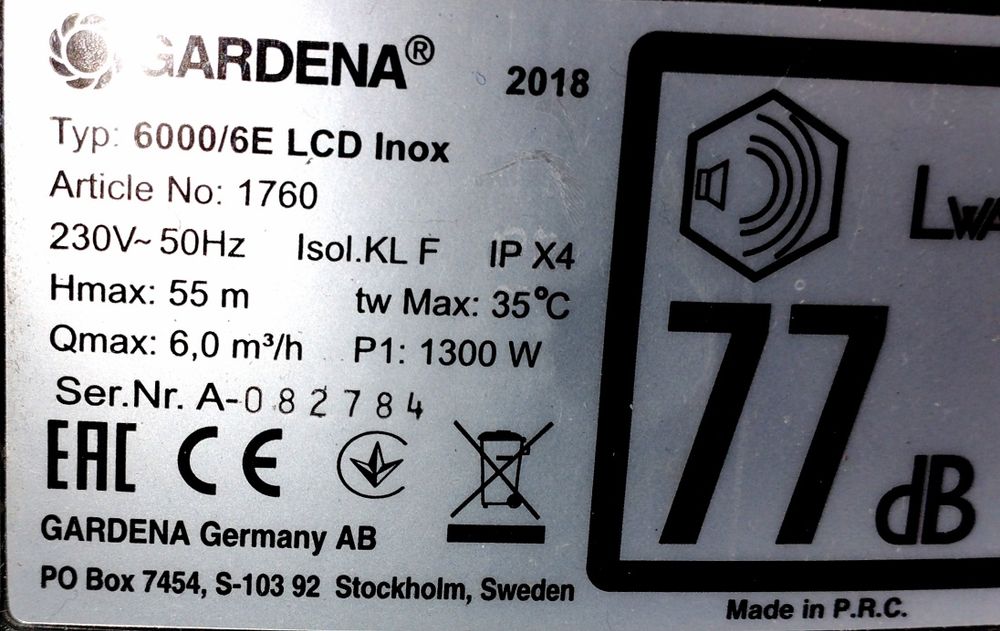 GARDENA®
2018
Typ: 6000/6E LCD Inox
Article No: 1760
230V~ 50Hz Isol.KL F IP X4
Hmax: 55 m tw Max: 35°C
Qmax: 6,0 m³/h P1: 1300 W
Ser.Nr. A-082784
EAC CE
GARDENA Germany AB
PO Box 7454, S-103 92 Stockholm, Sweden
LWA
77
dB
Made in P.R.C.